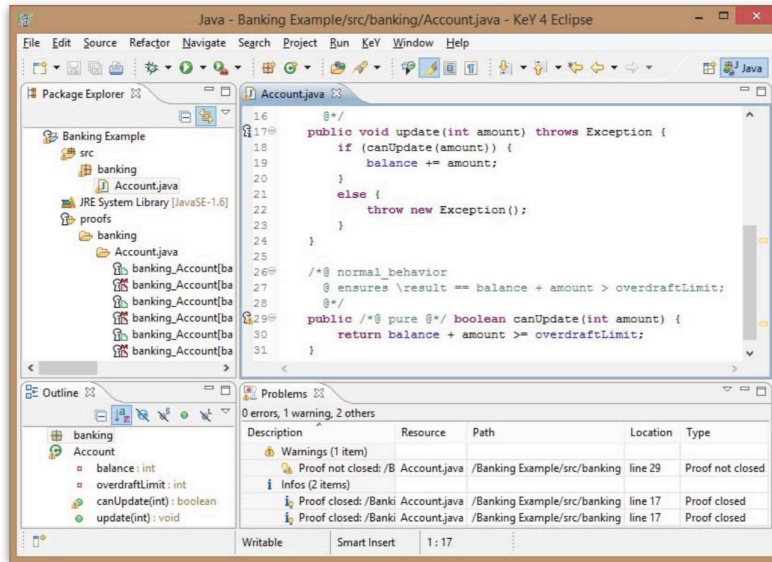 Java - Banking Example/src/banking/Account.java - KeY 4 Eclipse
File Edit Source Refactor Navigate Search Project Run KeY Window Help
Java
Package Explorer
Banking Example
src
banking
Account.java
JRE System Library [JavaSE-1.6]
proofs
banking
Account.java
banking_Account[ba
banking_Account[ba
banking_Account[ba
banking_Account[ba
banking_Account[ba
banking_Account[ba
Account.java
16 @*/
17 public void update(int amount) throws Exception {
18 if (canUpdate(amount)) {
19 balance += amount;
20 }
21 else {
22 throw new Exception();
23 }
24 }
25
26 /*@ normal_behavior
27 @ ensures \result == balance + amount > overdraftLimit;
28 @*/
29 public /*@ pure @*/ boolean canUpdate(int amount) {
30 return balance + amount >= overdraftLimit;
31 }
Outline
banking
Account
balance : int
overdraftLimit : int
canUpdate(int) : boolean
update(int) : void
Problems
0 errors, 1 warning, 2 others
Description Resource Path Location Type
Warnings (1 item)
Proof not closed: /B Account.java /Banking Example/src/banking line 29 Proof not closed
Infos (2 items)
Proof closed: /Banki Account.java /Banking Example/src/banking line 17 Proof closed
Proof closed: /Banki Account.java /Banking Example/src/banking line 17 Proof closed
Writable Smart Insert 1 : 17